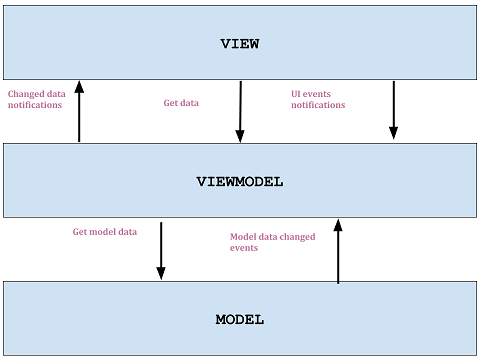 VIEW
Changed data
notifications
Get data
UI events
notifications
VIEWMODEL
Get model data
Model data changed
events
MODEL